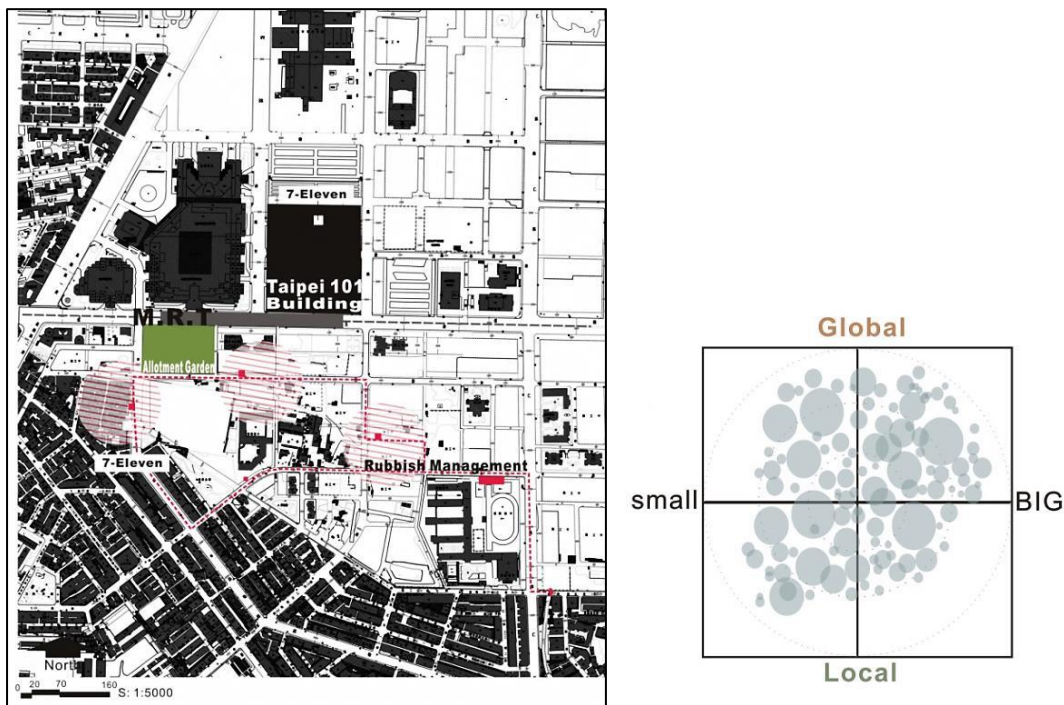 7-Eleven
Taipei 101
Building
M.R.T
Allotment Garden
7-Eleven
Rubbish Management
North
0 20 70 160 S: 1:5000
Global
small BIG
Local